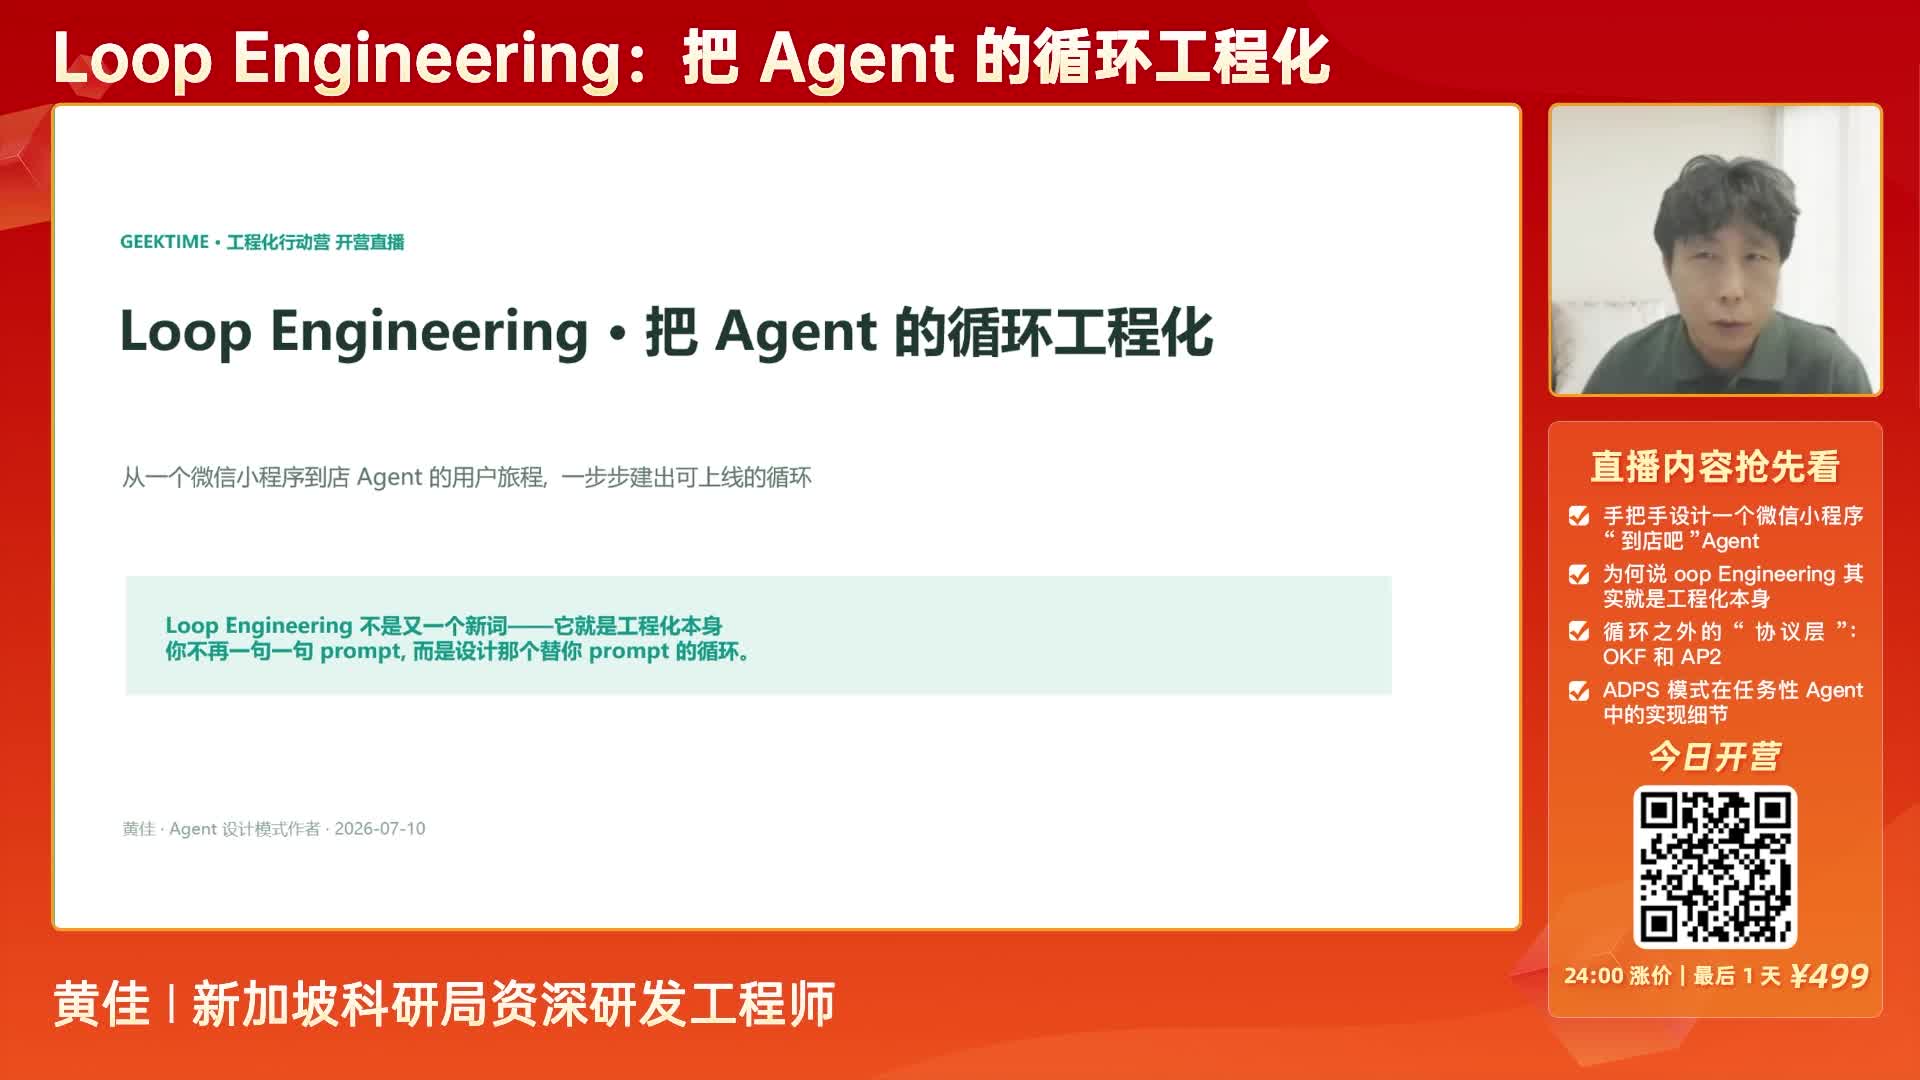 Loop Engineering：把 Agent 的循环工程化
GEEKTIME • 工程化行动营 开营直播
Loop Engineering • 把 Agent 的循环工程化
从一个微信小程序到店 Agent 的用户旅程, 一步步建出可上线的循环
Loop Engineering 不是又一个新词——它就是工程化本身
你不再一句一句 prompt, 而是设计那个替你 prompt 的循环。
黄佳 · Agent 设计模式作者 · 2026-07-10
直播内容抢先看
手把手设计一个微信小程序
“ 到店吧 ”Agent
为何说 oop Engineering 其
实就是工程化本身
循环之外的 “ 协议层 ”：
OKF 和 AP2
ADPS 模式在任务性 Agent
中的实现细节
今日开营
24:00 涨价 | 最后 1 天 ¥499
黄佳 | 新加坡科研局资深研发工程师